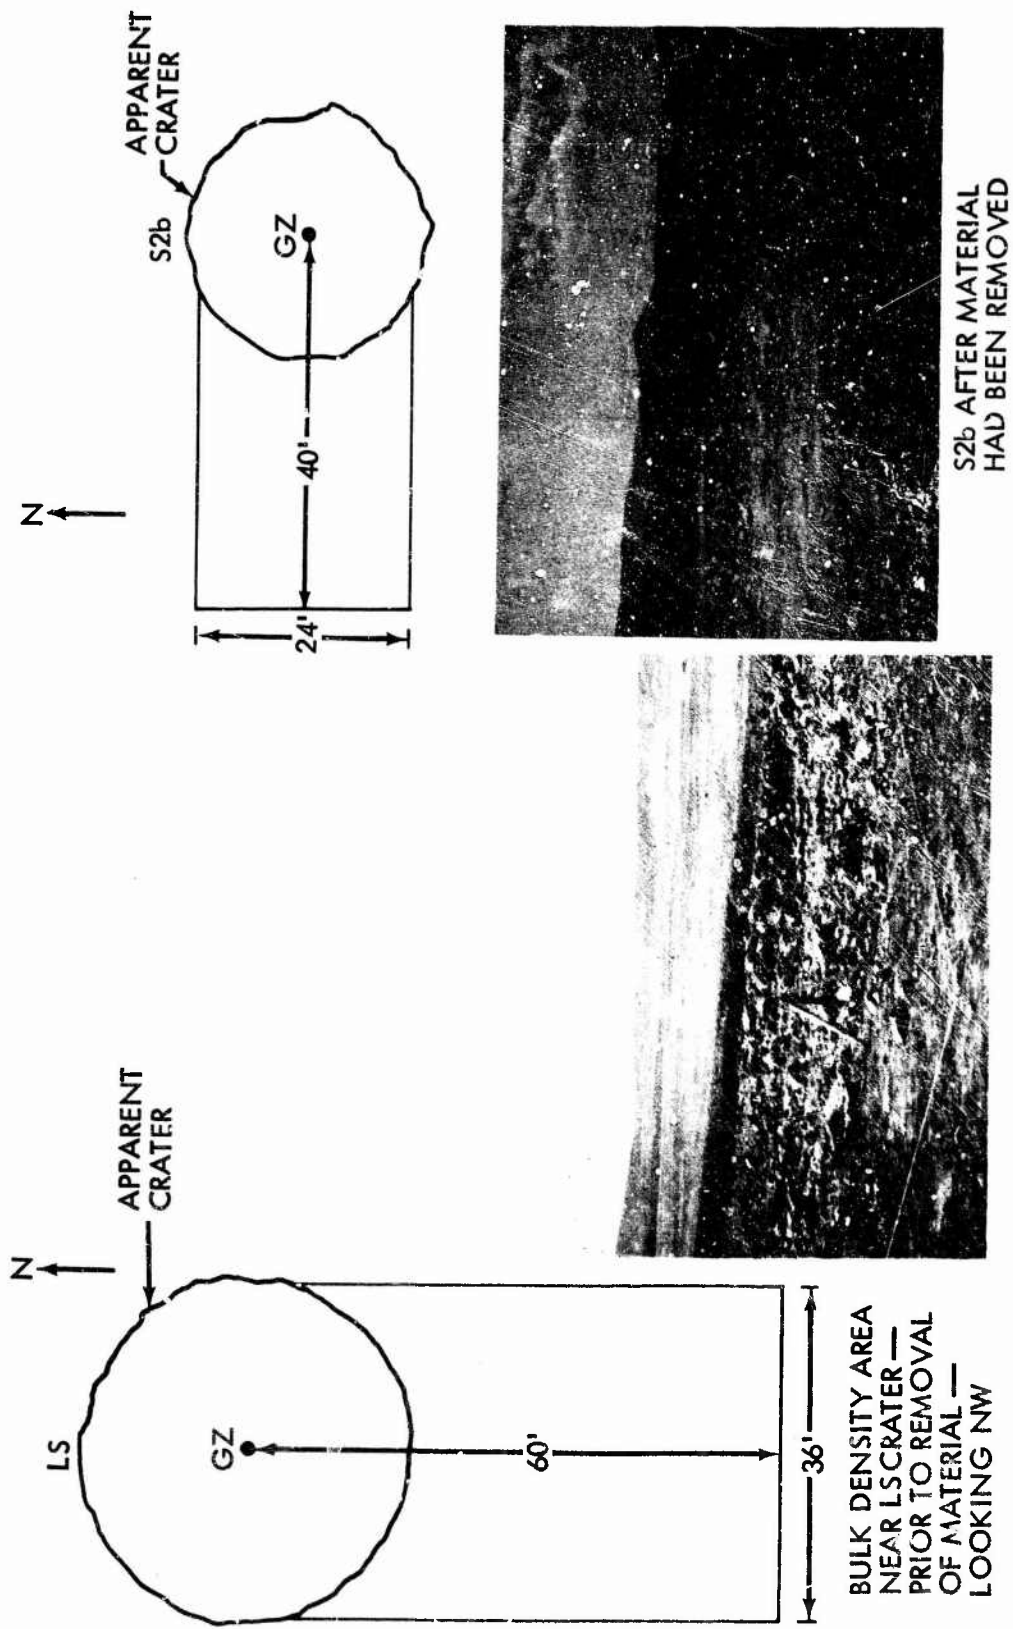 N
LS
APPARENT
CRATER
GZ
60'
36'
BULK DENSITY AREA
NEAR LS CRATER —
PRIOR TO REMOVAL
OF MATERIAL —
LOOKING NW
N
S2b
APPARENT
CRATER
GZ
40'
24'
S2b AFTER MATERIAL
HAD BEEN REMOVED